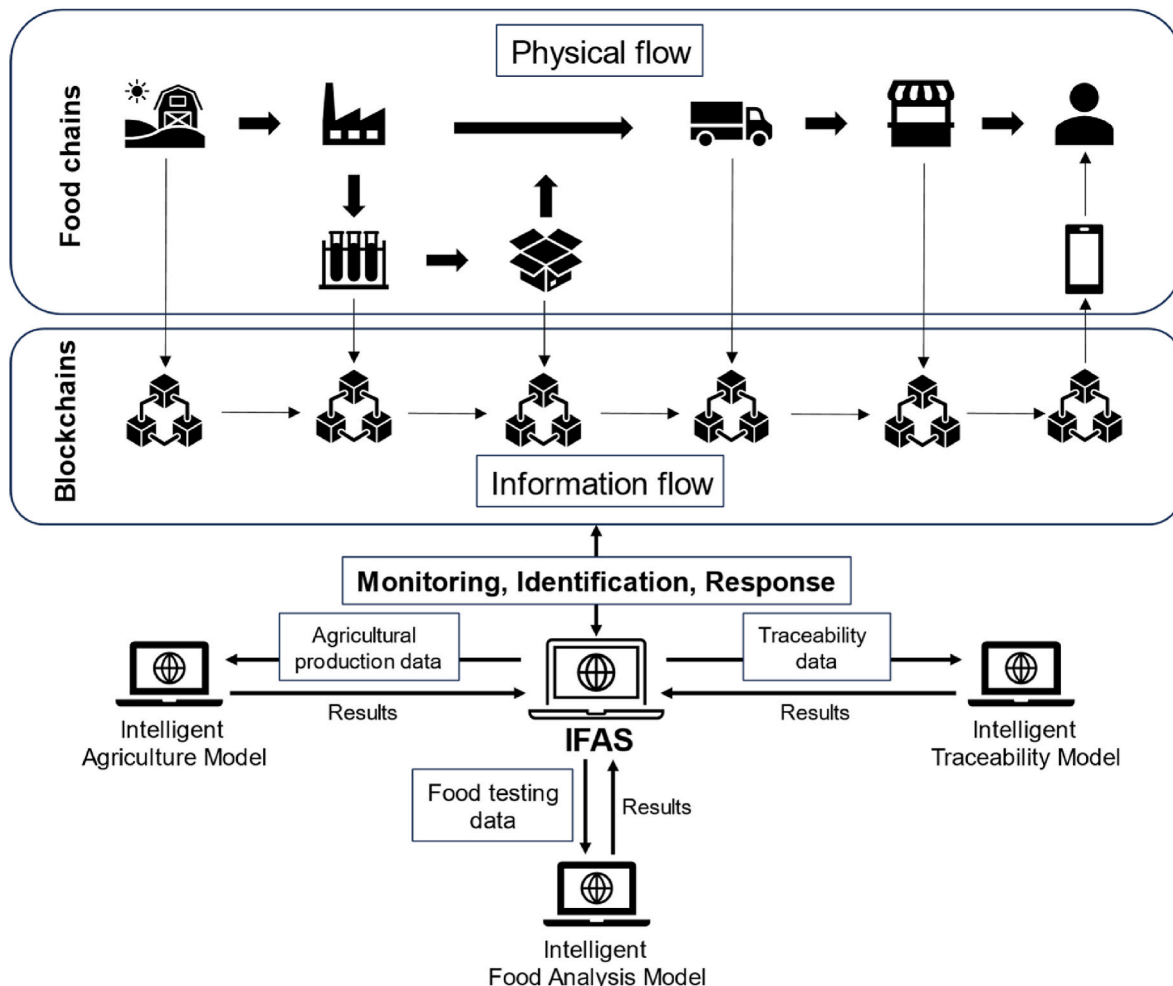 Physical flow
Food chains
Blockchains
Information flow
Monitoring, Identification, Response
Agricultural
production data
Traceability
data
Results
Results
Intelligent
Agriculture Model
IFAS
Intelligent
Traceability Model
Food testing
data
Results
Intelligent
Food Analysis Model